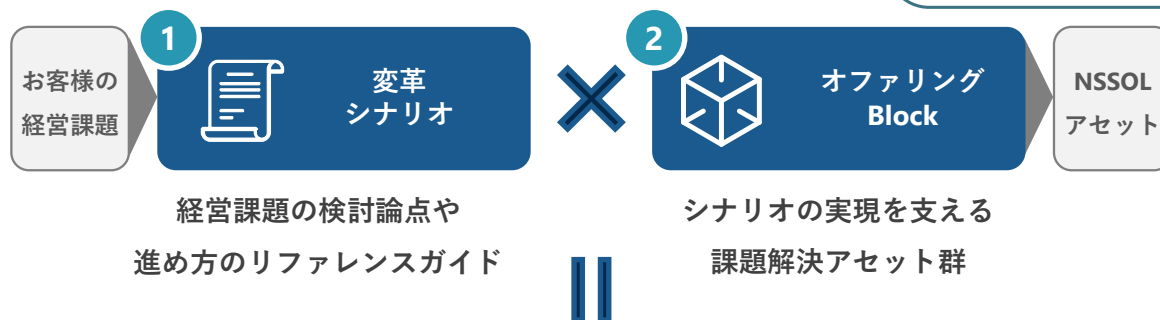 お客様の
経営課題
1
変革
シナリオ
2
オファリング
Block
NSSOL
アセット
経営課題の検討論点や
進め方のリファレンスガイド
シナリオの実現を支える
課題解決アセット群